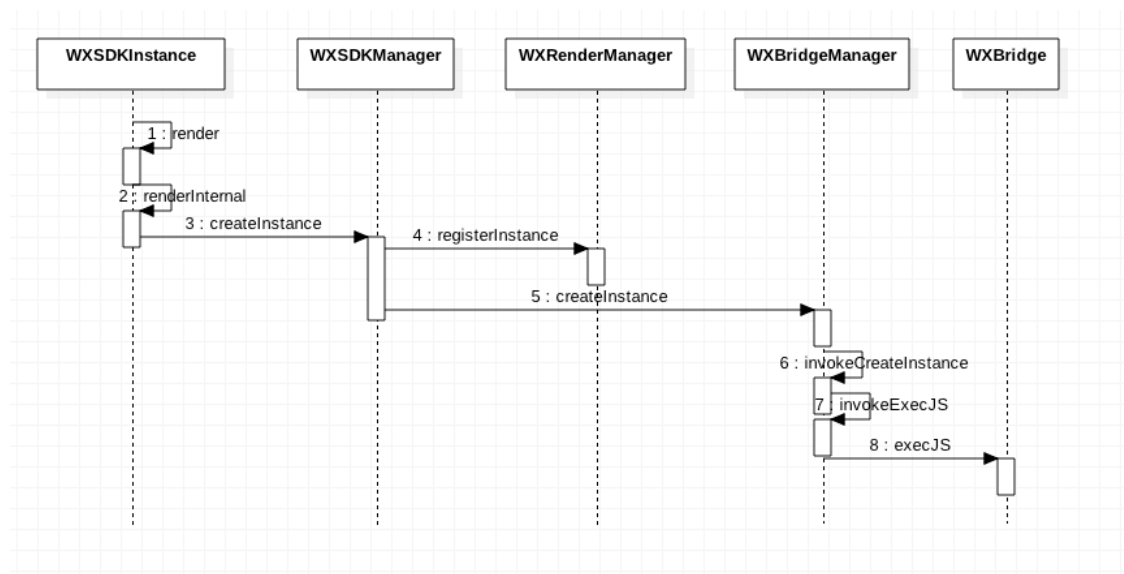 WXSDKInstance
WXSDKManager
WXRenderManager
WXBridgeManager
WXBridge
1 : render
2 : renderInternal
3 : createInstance
4 : registerInstance
5 : createInstance
6 : invokeCreateInstance
7 : invokeExecJS
8 : execJS